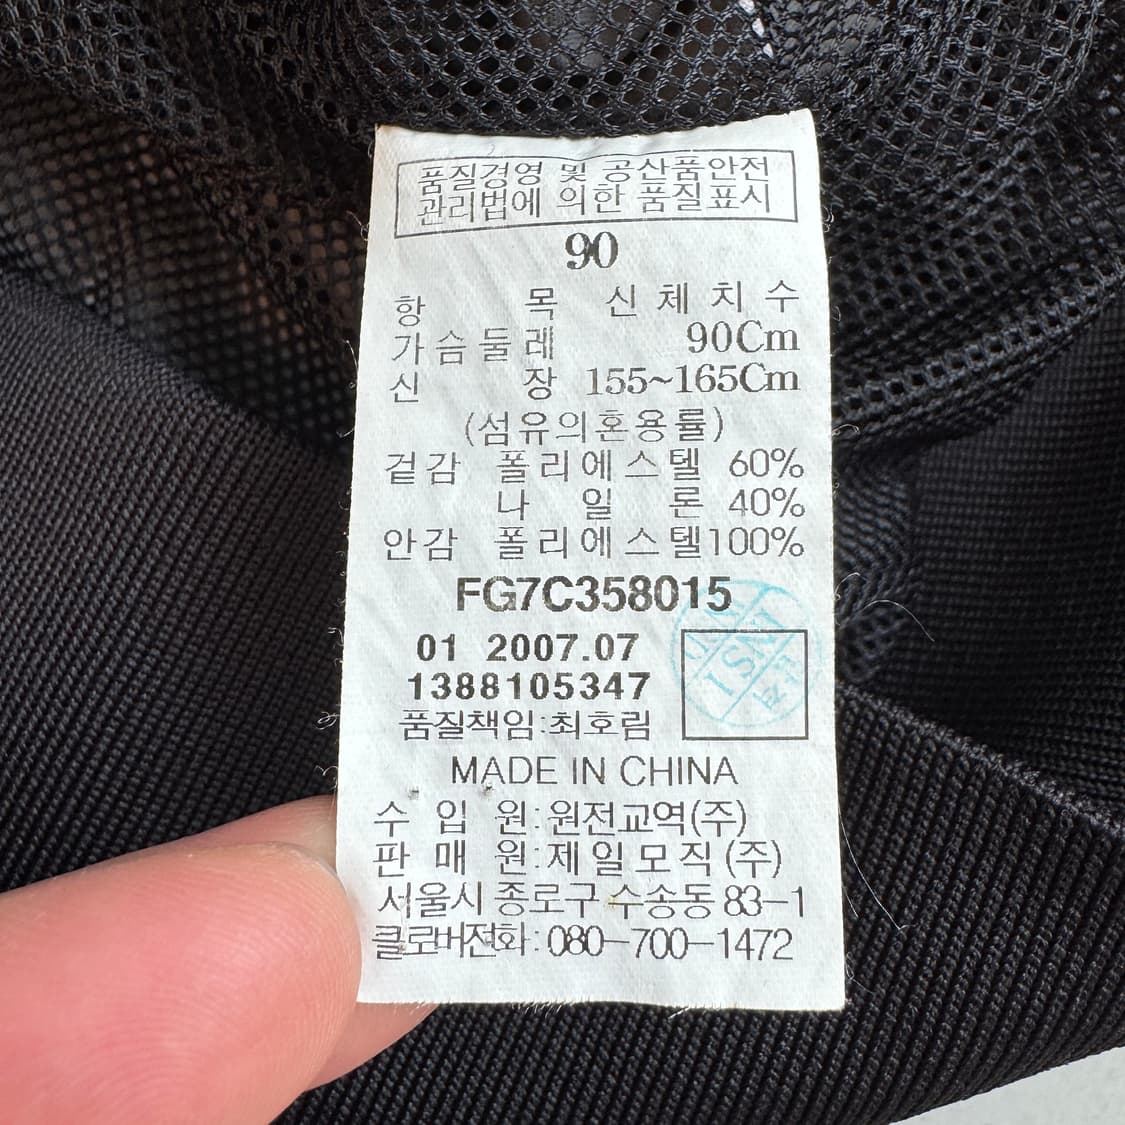 품질경영 및 공산품안전
관리법에 의한 품질표시
90
항 목 신체치수
가슴둘레 90Cm
신 장 155~165Cm
(섬유의혼용률)
겉감 폴리에스텔 60%
나 일 론 40%
안감 폴리에스텔100%
FG7C358015
01 2007.07
1388105347
품질책임:최호림
MADE IN CHINA
수 입 원:원전교역(주)
판 매 원:제일모직(주)
서울시 종로구 수송동 83-1
클로버전화:080-700-1472